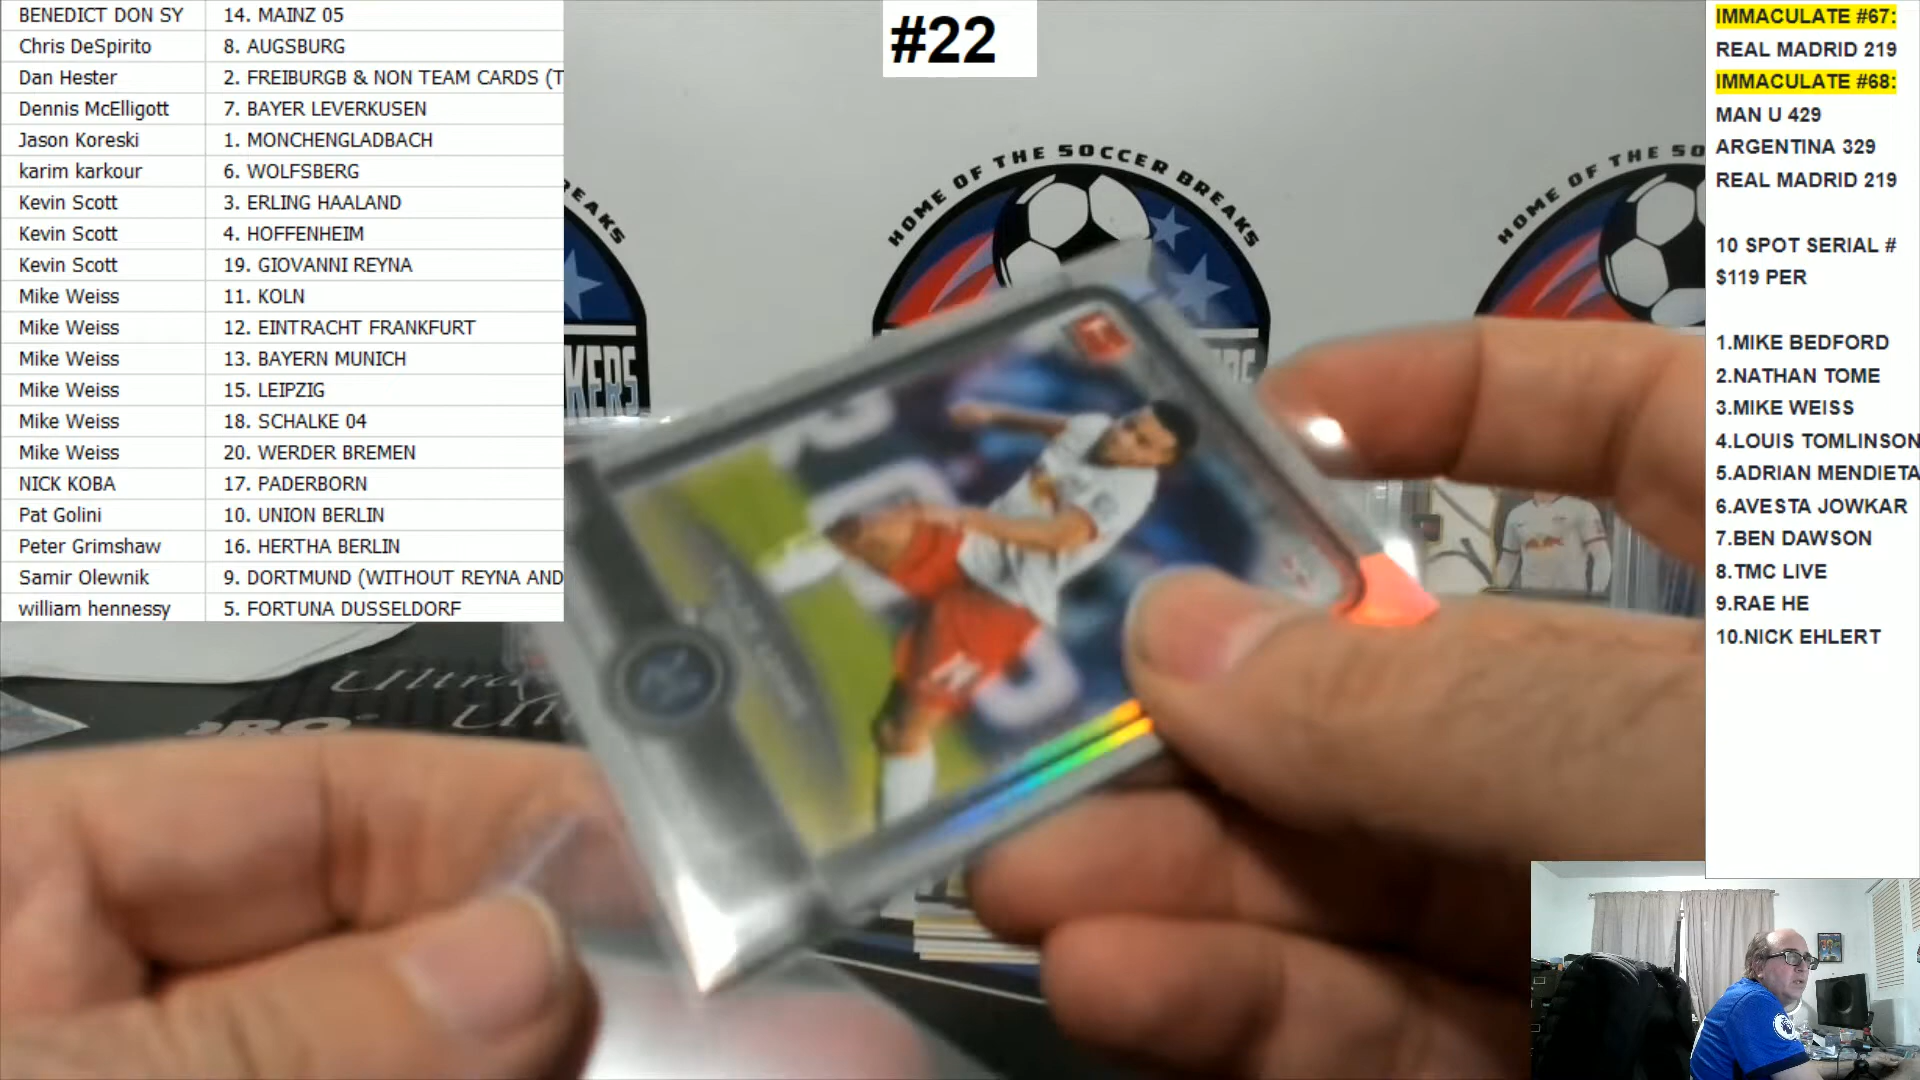 BENEDICT DON SY 14. MAINZ 05
Chris DeSpirito 8. AUGSBURG
Dan Hester 2. FREIBURGB & NON TEAM CARDS (T
Dennis McElligott 7. BAYER LEVERKUSEN
Jason Koreski 1. MONCHENGLADBACH
karim karkour 6. WOLFSBERG
Kevin Scott 3. ERLING HAALAND
Kevin Scott 4. HOFFENHEIM
Kevin Scott 19. GIOVANNI REYNA
Mike Weiss 11. KOLN
Mike Weiss 12. EINTRACHT FRANKFURT
Mike Weiss 13. BAYERN MUNICH
Mike Weiss 15. LEIPZIG
Mike Weiss 18. SCHALKE 04
Mike Weiss 20. WERDER BREMEN
NICK KOBA 17. PADERBORN
Pat Golini 10. UNION BERLIN
Peter Grimshaw 16. HERTHA BERLIN
Samir Olewnik 9. DORTMUND (WITHOUT REYNA AND
william hennessy 5. FORTUNA DUSSELDORF
#22
HOME OF THE SOCCER BREAKS
REAKS
KERS
HOME OF THE SO
Ultra
PRO
IMMACULATE #67:
REAL MADRID 219
IMMACULATE #68:
MAN U 429
ARGENTINA 329
REAL MADRID 219
10 SPOT SERIAL #
$119 PER
1.MIKE BEDFORD
2.NATHAN TOME
3.MIKE WEISS
4.LOUIS TOMLINSON
5.ADRIAN MENDIETA
6.AVESTA JOWKAR
7.BEN DAWSON
8.TMC LIVE
9.RAE HE
10.NICK EHLERT